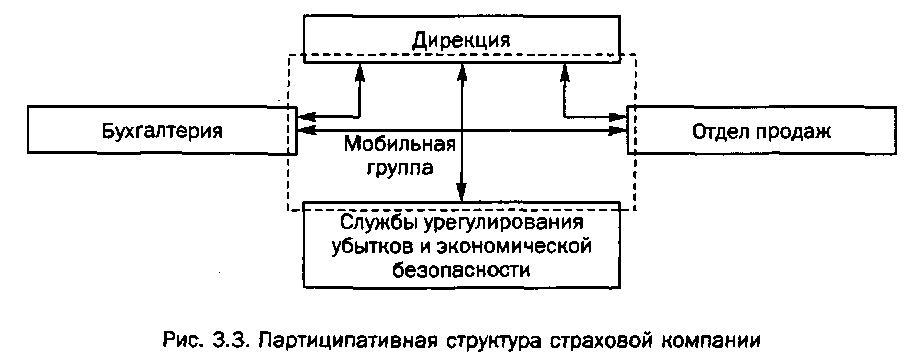 Дирекция
Бухгалтерия
Отдел продаж
Мобильная
группа
Службы урегулирования
убытков и экономической
безопасности
Рис. 3.3. Партиципативная структура страховой компании